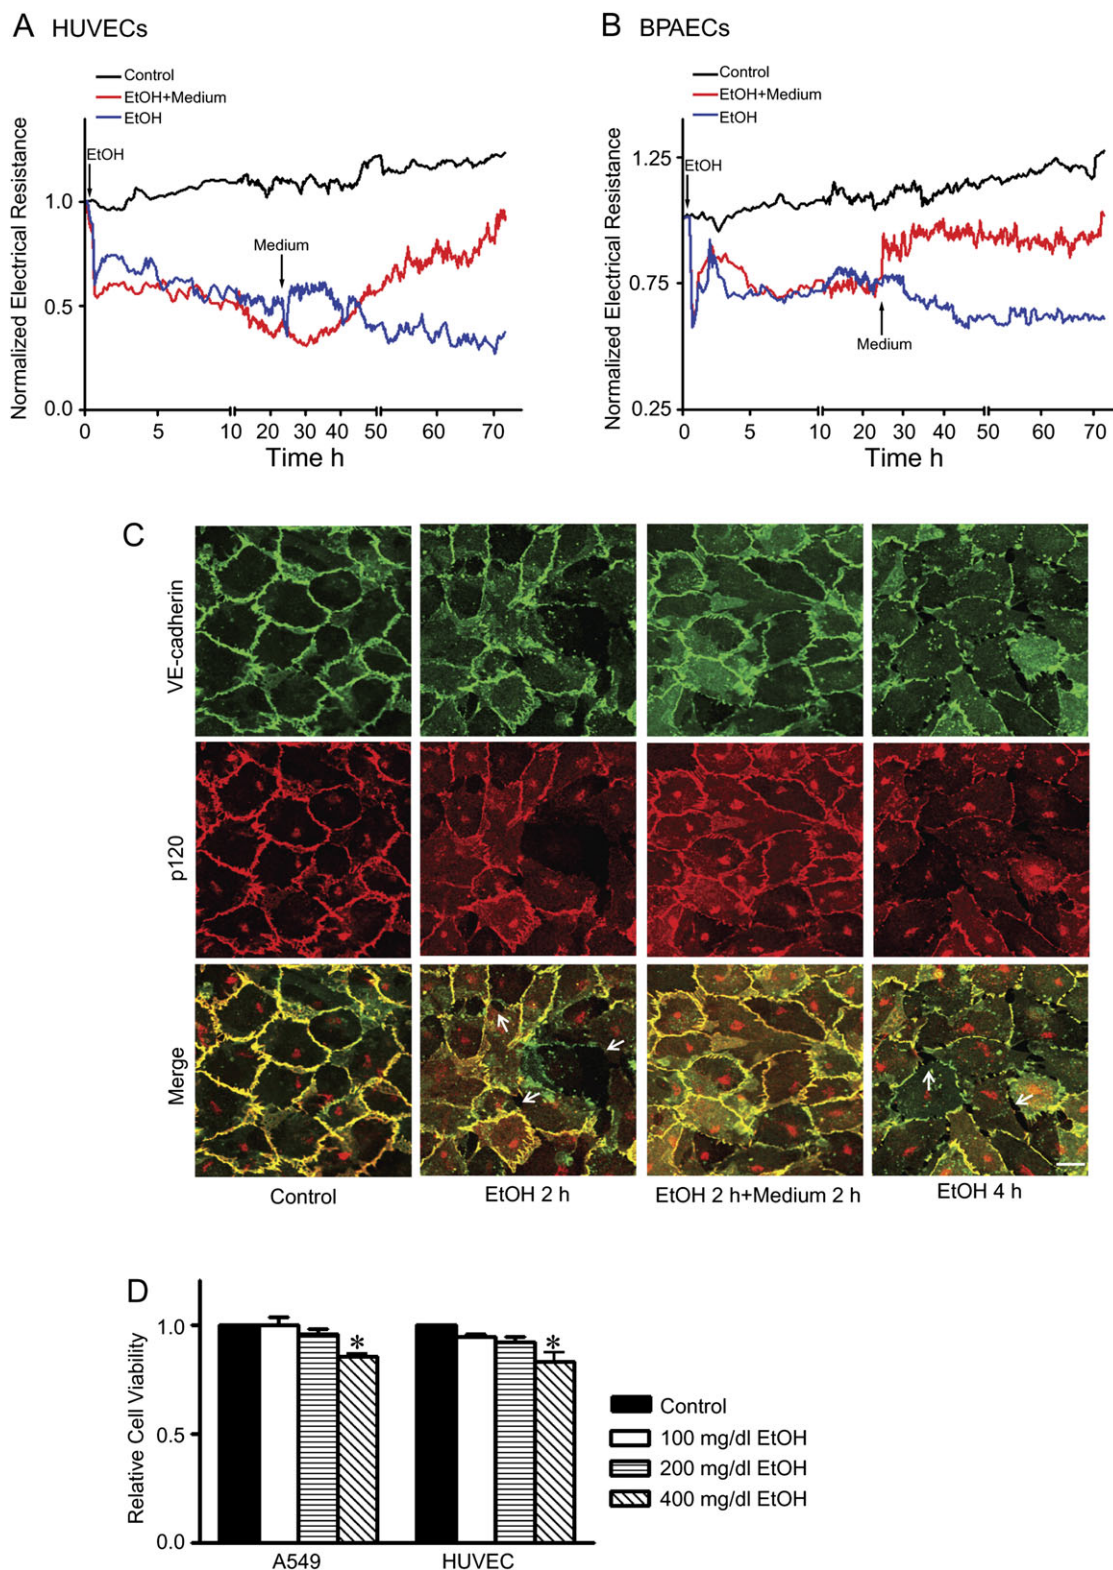 A HUVECs
Control
EtOH+Medium
EtOH
EtOH
Medium
Normalized Electrical Resistance
1.0
0.5
0.0
0 5 10 20 30 40 50 60 70
Time h
B BPAECs
Control
EtOH+Medium
EtOH
EtOH
Medium
Normalized Electrical Resistance
1.25
0.75
0.25
0 5 10 20 30 40 50 60 70
Time h
C
VE-cadherin
p120
Merge
Control
EtOH 2 h
EtOH 2 h+Medium 2 h
EtOH 4 h
D
Relative Cell Viability
1.0
0.5
0.0
* *
A549 HUVEC
Control
100 mg/dl EtOH
200 mg/dl EtOH
400 mg/dl EtOH